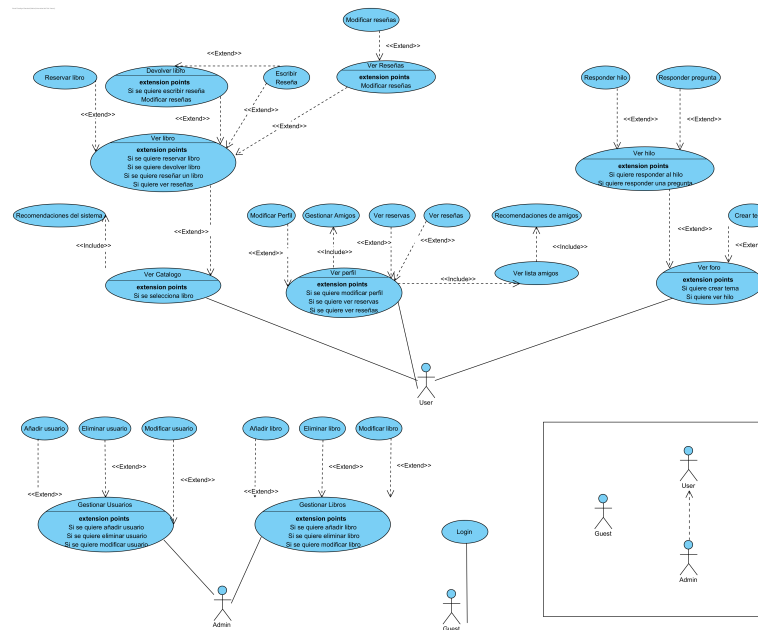 Modificar reseñas
<<Extend>>
Ver Reseñas
extension points
Modificar reseñas
<<Extend>>
Devolver libro
extension points
Si se quiere escribir reseña
Modificar reseñas
Escribir
Reseña
Reservar libro
<<Extend>>
<<Extend>>
<<Extend>>
<<Extend>>
Ver libro
extension points
Si se quiere reservar libro
Si se quiere devolver libro
Si se quiere reseñar un libro
Si se quiere ver reseñas
Responder hilo
Responder pregunta
<<Extend>>
<<Extend>>
Ver hilo
extension points
Si quiere responder al hilo
Si quiere responder una pregunta
Recomendaciones del sistema
<<Include>>
<<Extend>>
Ver Catalogo
extension points
Si se selecciona libro
Modificar Perfil
Gestionar Amigos
Ver reservas
Ver reseñas
<<Extend>>
<<Include>>
<<Extend>>
<<Extend>>
Ver perfil
extension points
Si se quiere modificar perfil
Si se quiere ver reservas
Si se quiere ver reseñas
<<Include>>
Recomendaciones de amigos
<<Include>>
Ver lista amigos
<<Extend>>
Crear te
<<Exter
Ver foro
extension points
Si quiere crear tema
Si quiere ver hilo
User
Añadir usuario
Eliminar usuario
Modificar usuario
<<Extend>>
<<Extend>>
<<Extend>>
Gestionar Usuarios
extension points
Si se quiere añadir usuario
Si se quiere eliminar usuario
Si se quiere modificar usuario
Añadir libro
Eliminar libro
Modificar libro
<<Extend>>
<<Extend>>
<<Extend>>
Gestionar Libros
extension points
Si se quiere añadir libro
Si se quiere eliminar libro
Si se quiere modificar libro
Admin
Login
Guest
User
Guest
Admin